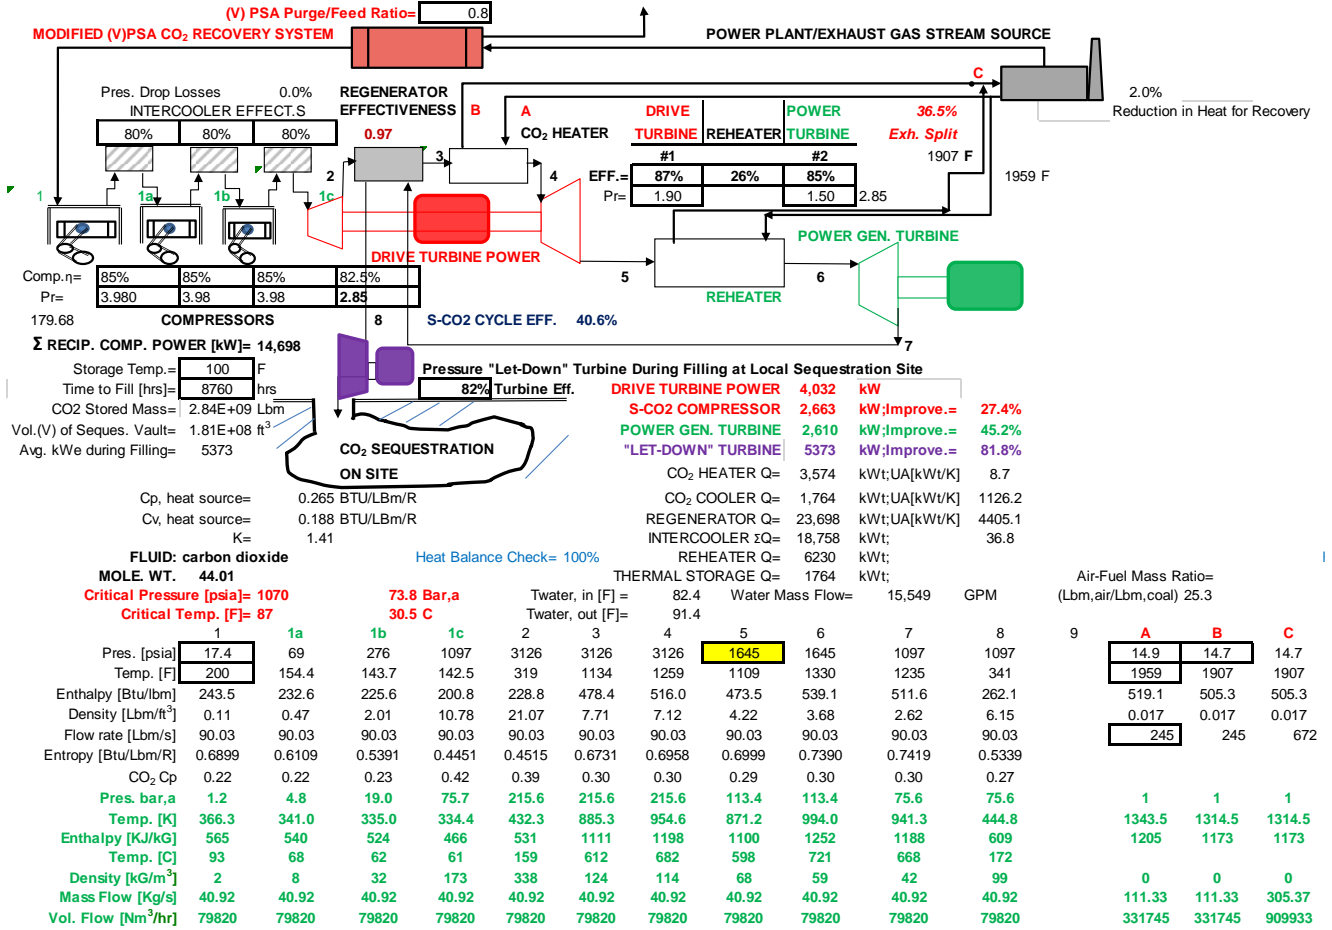 (V) PSA Purge/Feed Ratio= 0.8
MODIFIED (V)PSA CO2 RECOVERY SYSTEM
POWER PLANT/EXHAUST GAS STREAM SOURCE
C
Pres. Drop Losses 0.0%
REGENERATOR
2.0%
INTERCOOLER EFFECT.S
EFFECTIVENESS
B A
DRIVE POWER 36.5%
Reduction in Heat for Recovery
80% 80% 80% 0.97
CO2 HEATER
TURBINE REHEATER TURBINE Exh. Split
3
#1 #2 1907 F
2 4
EFF.= 87% 26% 85% 1959 F
1 1a 1b 1c
Pr= 1.90 1.50 2.85
POWER GEN. TURBINE
DRIVE TURBINE POWER
5 6
Comp.η= 85% 85% 85% 82.5%
Pr= 3.980 3.98 3.98 2.85
REHEATER
179.68 COMPRESSORS 8 S-CO2 CYCLE EFF. 40.6%
7
Σ RECIP. COMP. POWER [kW]= 14,698
Storage Temp.= 100 F
Pressure "Let-Down" Turbine During Filling at Local Sequestration Site
Time to Fill [hrs]= 8760 hrs
82% Turbine Eff.
DRIVE TURBINE POWER 4,032 kW
CO2 Stored Mass= 2.84E+09 Lbm
S-CO2 COMPRESSOR 2,663 kW;Improve.= 27.4%
Vol.(V) of Seques. Vault= 1.81E+08 ft3
POWER GEN. TURBINE 2,610 kW;Improve.= 45.2%
Avg. kWe during Filling= 5373
CO2 SEQUESTRATION
"LET-DOWN" TURBINE 5373 kW;Improve.= 81.8%
ON SITE
CO2 HEATER Q= 3,574 kWt;UA[kWt/K] 8.7
Cp, heat source= 0.265 BTU/LBm/R
CO2 COOLER Q= 1,764 kWt;UA[kWt/K] 1126.2
Cv, heat source= 0.188 BTU/LBm/R
REGENERATOR Q= 23,698 kWt;UA[kWt/K] 4405.1
K= 1.41
INTERCOOLER ΣQ= 18,758 kWt; 36.8
FLUID: carbon dioxide
Heat Balance Check= 100%
REHEATER Q= 6230 kWt;
MOLE. WT. 44.01
THERMAL STORAGE Q= 1764 kWt;
Air-Fuel Mass Ratio=
Critical Pressure [psia]= 1070 73.8 Bar,a
Twater, in [F] = 82.4 Water Mass Flow= 15,549 GPM
(Lbm,air/Lbm,coal) 25.3
Critical Temp. [F]= 87 30.5 C
Twater, out [F]= 91.4
1 1a 1b 1c 2 3 4 5 6 7 8 9 A B C
Pres. [psia] 17.4 69 276 1097 3126 3126 3126 1645 1645 1097 1097 14.9 14.7 14.7
Temp. [F] 200 154.4 143.7 142.5 319 1134 1259 1109 1330 1235 341 1959 1907 1907
Enthalpy [Btu/lbm] 243.5 232.6 225.6 200.8 228.8 478.4 516.0 473.5 539.1 511.6 262.1 519.1 505.3 505.3
Density [Lbm/ft3] 0.11 0.47 2.01 10.78 21.07 7.71 7.12 4.22 3.68 2.62 6.15 0.017 0.017 0.017
Flow rate [Lbm/s] 90.03 90.03 90.03 90.03 90.03 90.03 90.03 90.03 90.03 90.03 90.03 245 245 672
Entropy [Btu/Lbm/R] 0.6899 0.6109 0.5391 0.4451 0.4515 0.6731 0.6958 0.6999 0.7390 0.7419 0.5339
CO2 Cp 0.22 0.22 0.23 0.42 0.39 0.30 0.30 0.29 0.30 0.30 0.27
Pres. bar,a 1.2 4.8 19.0 75.7 215.6 215.6 215.6 113.4 113.4 75.6 75.6 1 1 1
Temp. [K] 366.3 341.0 335.0 334.4 432.3 885.3 954.6 871.2 994.0 941.3 444.8 1343.5 1314.5 1314.5
Enthalpy [KJ/kG] 565 540 524 466 531 1111 1198 1100 1252 1188 609 1205 1173 1173
Temp. [C] 93 68 62 61 159 612 682 598 721 668 172
Density [kG/m3] 2 8 32 173 338 124 114 68 59 42 99 0 0 0
Mass Flow [Kg/s] 40.92 40.92 40.92 40.92 40.92 40.92 40.92 40.92 40.92 40.92 40.92 111.33 111.33 305.37
Vol. Flow [Nm3/hr] 79820 79820 79820 79820 79820 79820 79820 79820 79820 79820 79820 331745 331745 909933